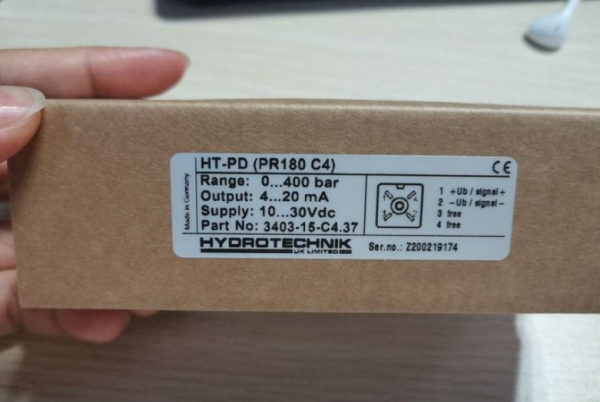 HT-PD (PR180 C4)
CE
Made in Germany
Range: 0...400 bar
Output: 4...20 mA
Supply: 10...30Vdc
Part No: 3403-15-C4.37
1 +Ub / signal+
2 -Ub / signal-
3 free
4 free
HYDROTECHNIK
UK LIMITED
Ser.no.: Z200219174